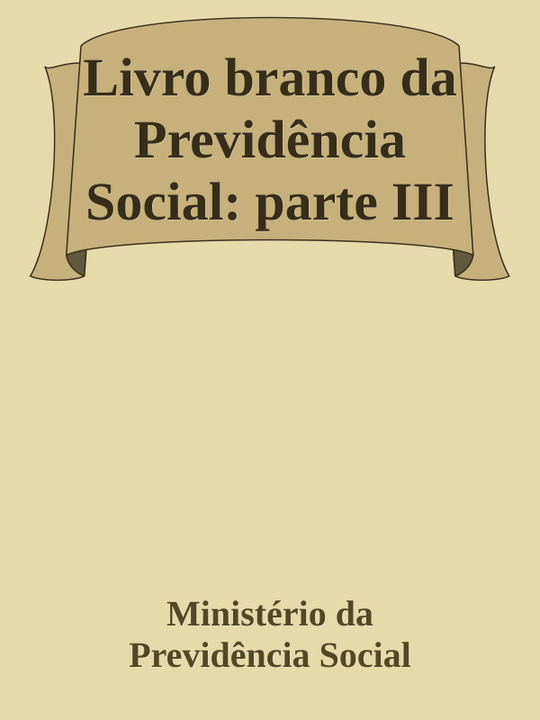 Livro branco da
Previdência
Social: parte III
Ministério da
Previdência Social